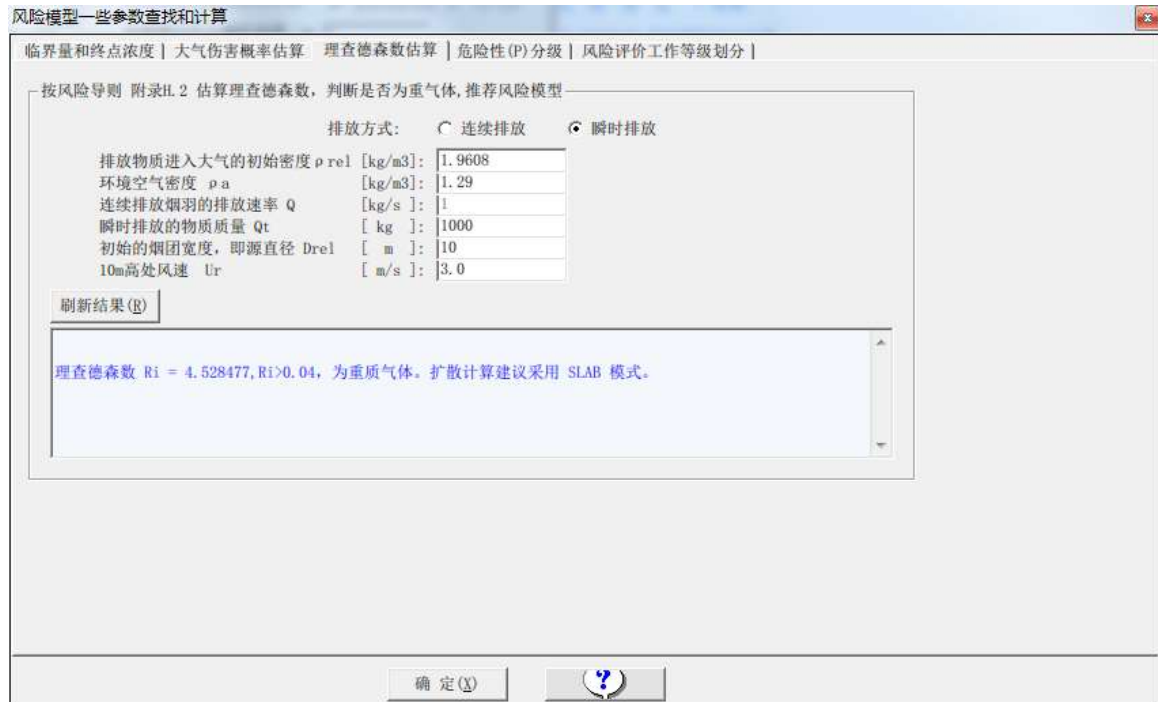 风险模型一些参数查找和计算
临界量和终点浓度 | 大气伤害概率估算 理查德森数估算 | 危险性(P)分级 | 风险评价工作等级划分 |
按风险导则 附录H.2 估算理查德森数，判断是否为重气体,推荐风险模型
排放方式: 连续排放 瞬时排放
排放物质进入大气的初始密度ρrel [kg/m3]: 1.9608
环境空气密度 ρa [kg/m3]: 1.29
连续排放烟羽的排放速率 Q [kg/s ]: 1
瞬时排放的物质质量 Qt [ kg ]: 1000
初始的烟团宽度，即源直径 Drel [ m ]: 10
10m高处风速 Ur [ m/s ]: 3.0
刷新结果(R)
理查德森数 Ri = 4.528477,Ri>0.04，为重质气体。扩散计算建议采用 SLAB 模式。
确 定(X) ?